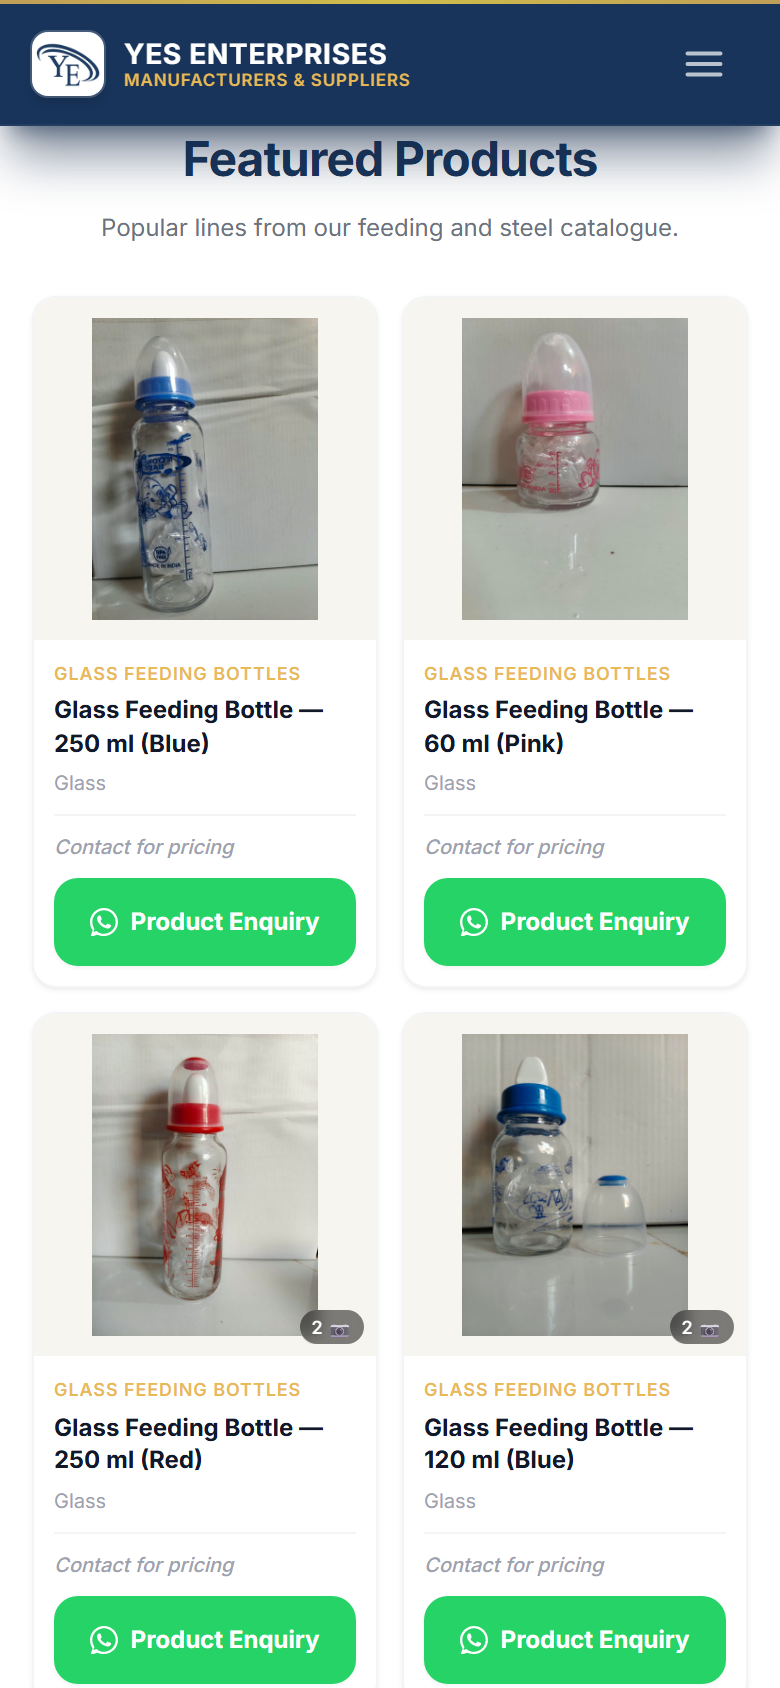 YE
YES ENTERPRISES
MANUFACTURERS & SUPPLIERS
Featured Products
Popular lines from our feeding and steel catalogue.
MADE IN INDIA
GLASS FEEDING BOTTLES
Glass Feeding Bottle —
250 ml (Blue)
Glass
Contact for pricing
Product Enquiry
GLASS FEEDING BOTTLES
Glass Feeding Bottle —
60 ml (Pink)
Glass
Contact for pricing
Product Enquiry
2
GLASS FEEDING BOTTLES
Glass Feeding Bottle —
250 ml (Red)
Glass
Contact for pricing
Product Enquiry
2
GLASS FEEDING BOTTLES
Glass Feeding Bottle —
120 ml (Blue)
Glass
Contact for pricing
Product Enquiry